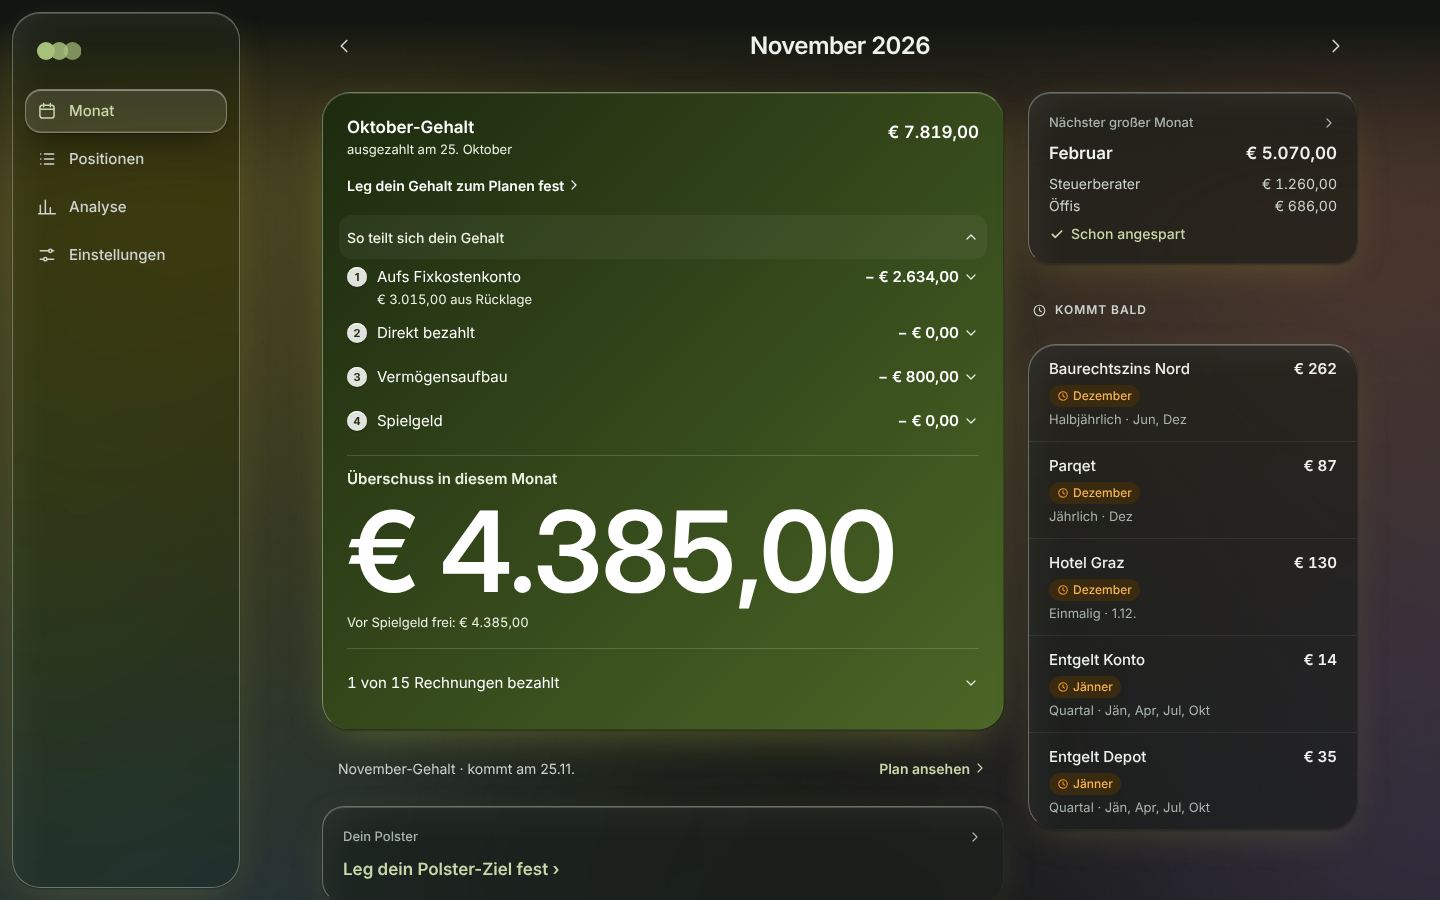 Monat
Positionen
Analyse
Einstellungen
November 2026
Oktober-Gehalt
€ 7.819,00
ausgezahlt am 25. Oktober
Leg dein Gehalt zum Planen fest
So teilt sich dein Gehalt
1 Aufs Fixkostenkonto – € 2.634,00
€ 3.015,00 aus Rücklage
2 Direkt bezahlt – € 0,00
3 Vermögensaufbau – € 800,00
4 Spielgeld – € 0,00
Überschuss in diesem Monat
€ 4.385,00
Vor Spielgeld frei: € 4.385,00
1 von 15 Rechnungen bezahlt
November-Gehalt · kommt am 25.11.
Plan ansehen
Dein Polster
Leg dein Polster-Ziel fest ›
Nächster großer Monat
Februar € 5.070,00
Steuerberater € 1.260,00
Öffis € 686,00
Schon angespart
KOMMT BALD
Baurechtszins Nord € 262
Dezember
Halbjährlich · Jun, Dez
Parqet € 87
Dezember
Jährlich · Dez
Hotel Graz € 130
Dezember
Einmalig · 1.12.
Entgelt Konto € 14
Jänner
Quartal · Jän, Apr, Jul, Okt
Entgelt Depot € 35
Jänner
Quartal · Jän, Apr, Jul, Okt